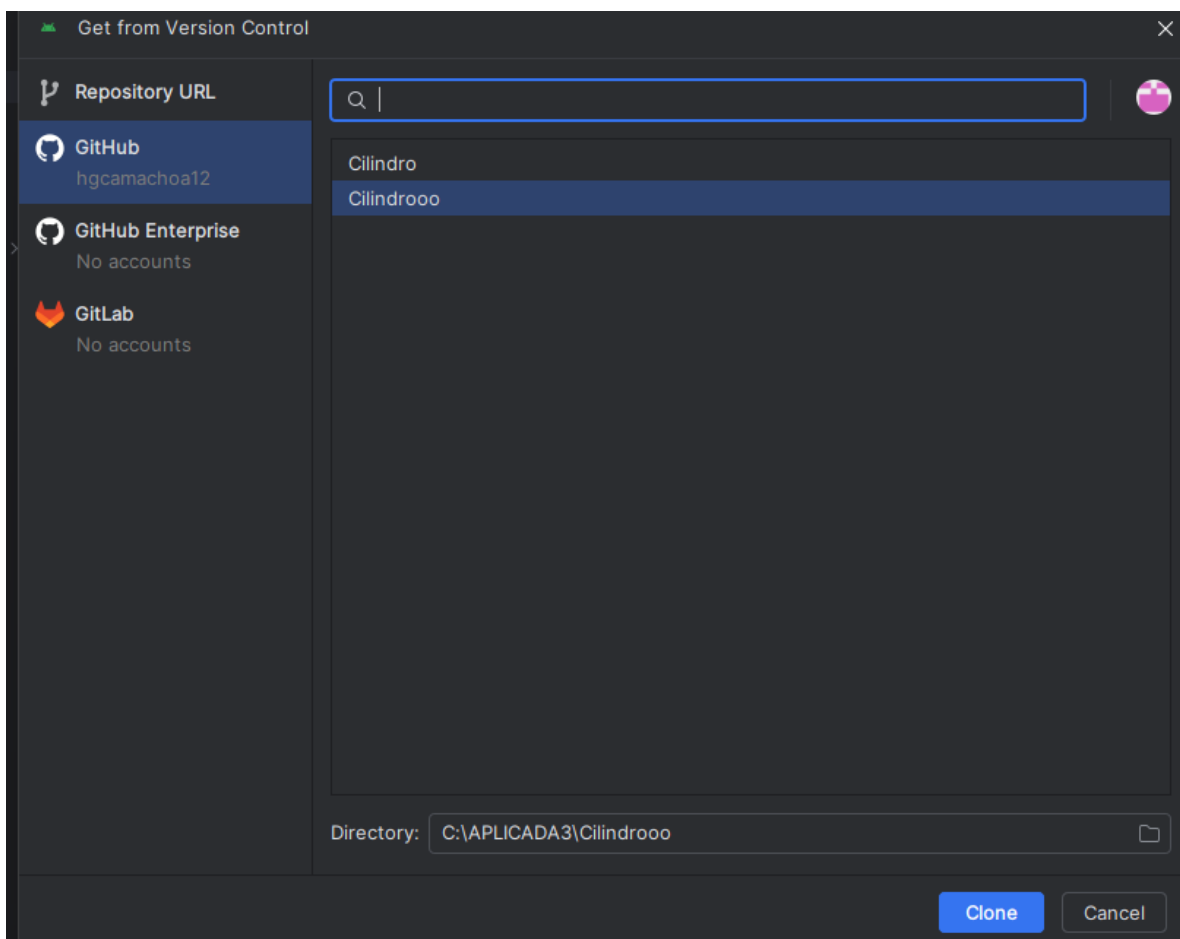 Get from Version Control
Repository URL
GitHub
hgcamachoa12
GitHub Enterprise
No accounts
GitLab
No accounts
Cilindro
Cilindrooo
Directory: C:\APLICADA3\Cilindrooo
Clone Cancel